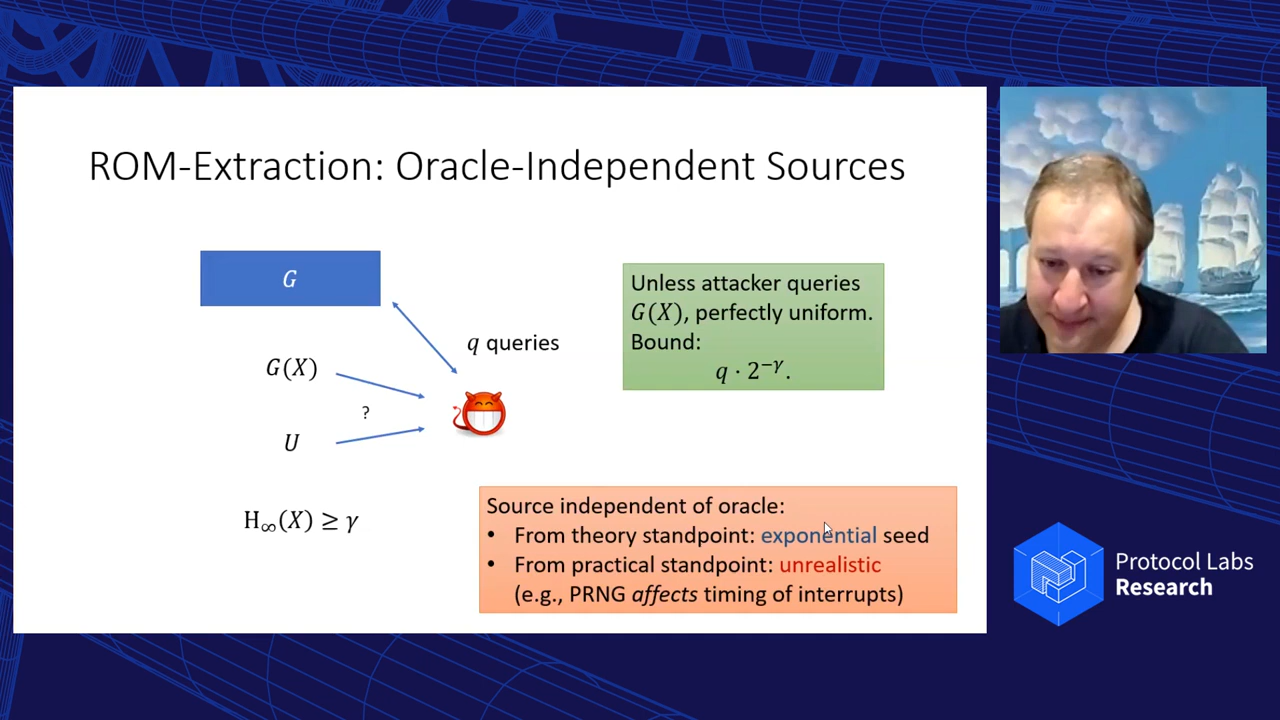 ROM-Extraction: Oracle-Independent Sources
G
q queries
G(X)
?
U
H∞(X) ≥ γ
Unless attacker queries
G(X), perfectly uniform.
Bound:
q · 2^−γ.
Source independent of oracle:
• From theory standpoint: exponential seed
• From practical standpoint: unrealistic
(e.g., PRNG affects timing of interrupts)
Protocol Labs
Research